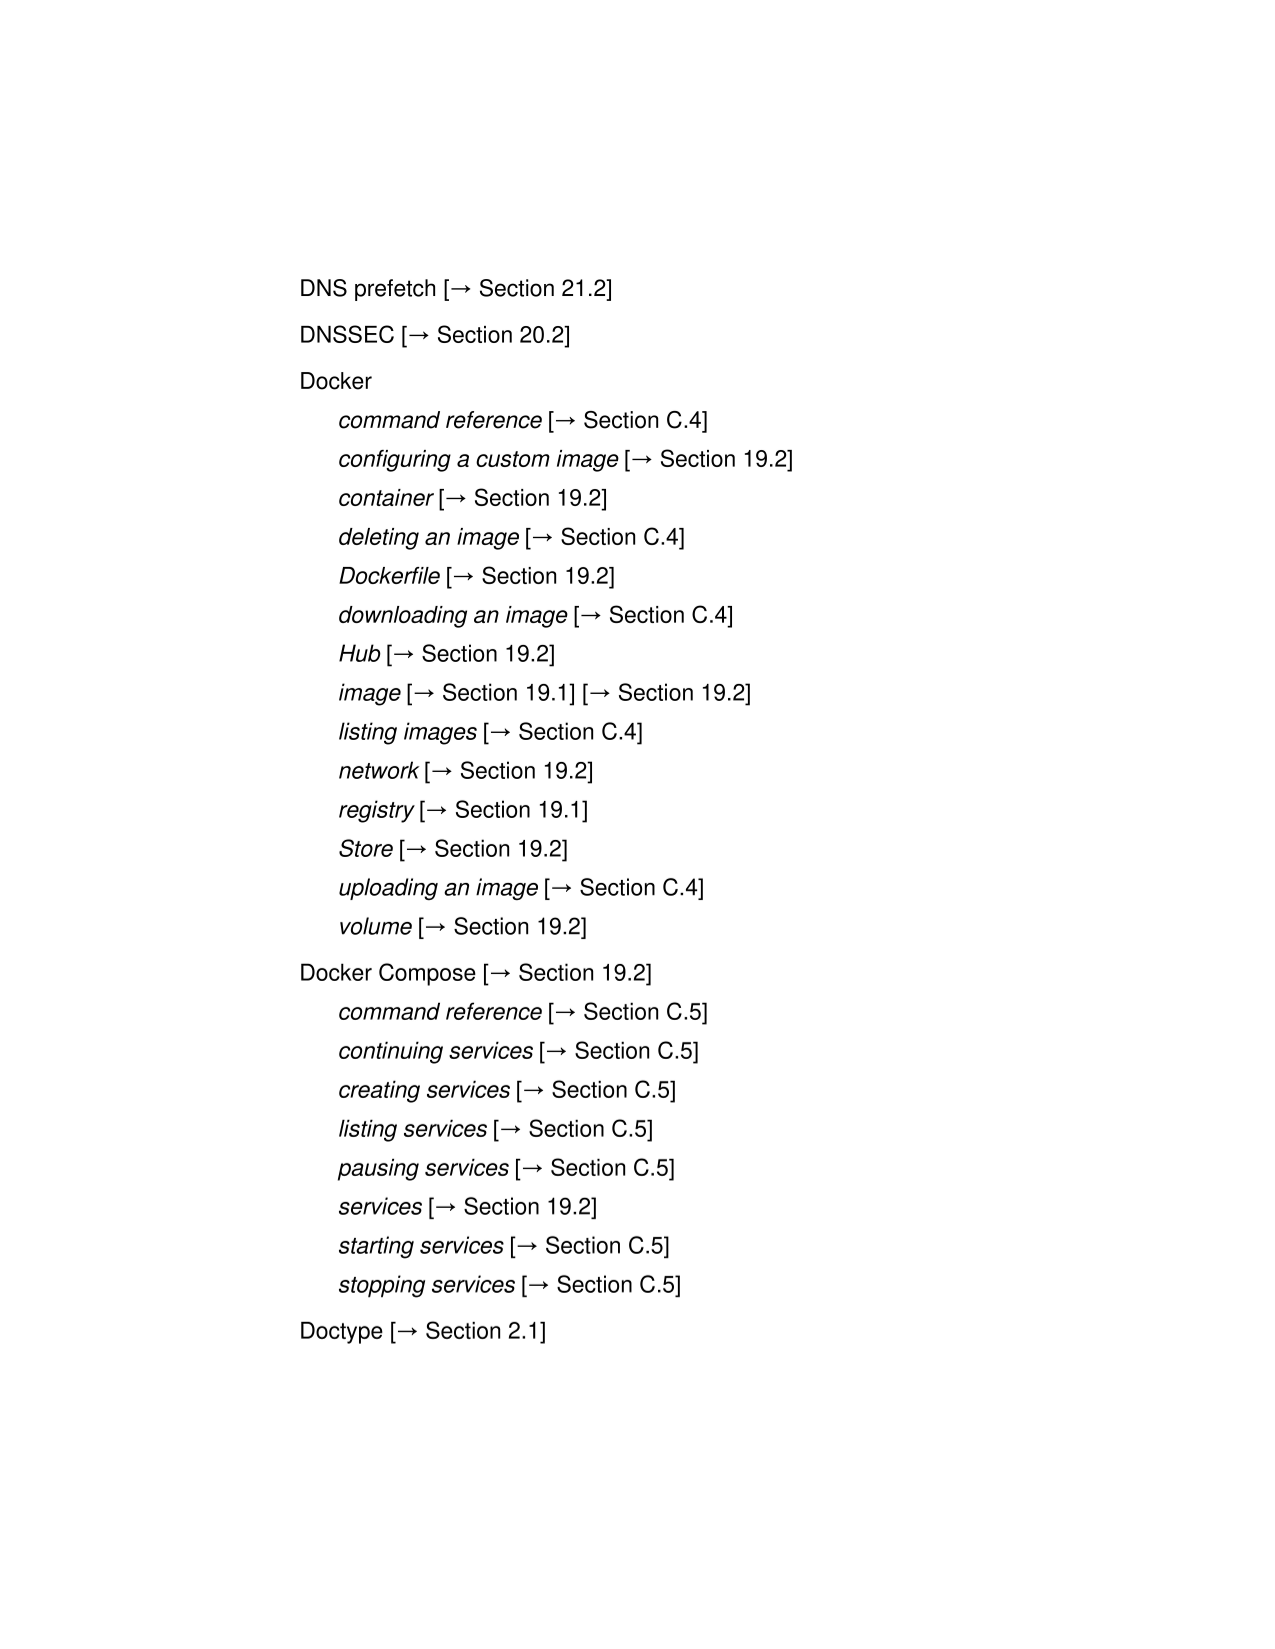 DNS prefetch [→ Section 21.2]
DNSSEC [→ Section 20.2]
Docker
command reference [→ Section C.4]
configuring a custom image [→ Section 19.2]
container [→ Section 19.2]
deleting an image [→ Section C.4]
Dockerfile [→ Section 19.2]
downloading an image [→ Section C.4]
Hub [→ Section 19.2]
image [→ Section 19.1] [→ Section 19.2]
listing images [→ Section C.4]
network [→ Section 19.2]
registry [→ Section 19.1]
Store [→ Section 19.2]
uploading an image [→ Section C.4]
volume [→ Section 19.2]
Docker Compose [→ Section 19.2]
command reference [→ Section C.5]
continuing services [→ Section C.5]
creating services [→ Section C.5]
listing services [→ Section C.5]
pausing services [→ Section C.5]
services [→ Section 19.2]
starting services [→ Section C.5]
stopping services [→ Section C.5]
Doctype [→ Section 2.1]